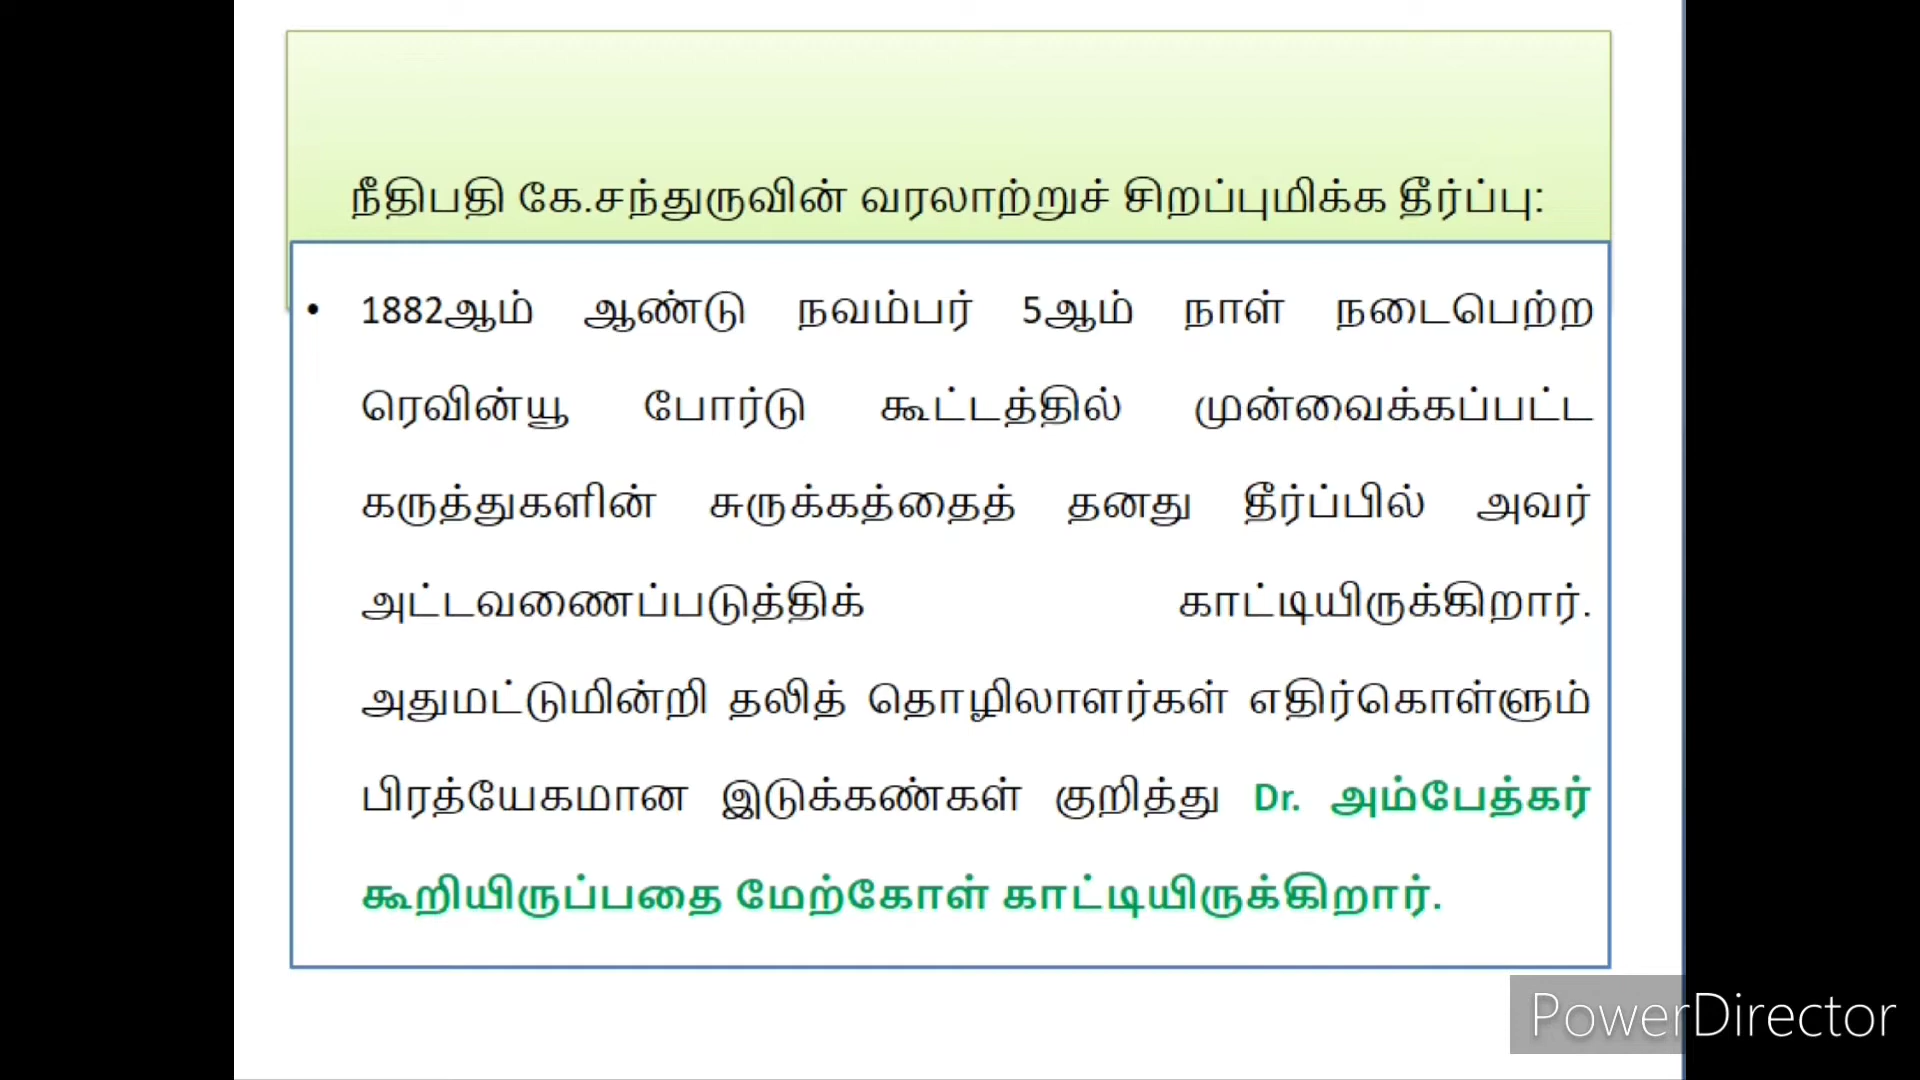 நீதிபதி கே.சந்துருவின் வரலாற்றுச் சிறப்புமிக்க தீர்ப்பு:
• 1882ஆம் ஆண்டு நவம்பர் 5ஆம் நாள் நடைபெற்ற
ரெவின்யூ போர்டு கூட்டத்தில் முன்வைக்கப்பட்ட
கருத்துகளின் சுருக்கத்தைத் தனது தீர்ப்பில் அவர்
அட்டவணைப்படுத்திக் காட்டியிருக்கிறார்.
அதுமட்டுமின்றி தலித் தொழிலாளர்கள் எதிர்கொள்ளும்
பிரத்யேகமான இடுக்கண்கள் குறித்து Dr. அம்பேத்கர்
கூறியிருப்பதை மேற்கோள் காட்டியிருக்கிறார்.
PowerDirector